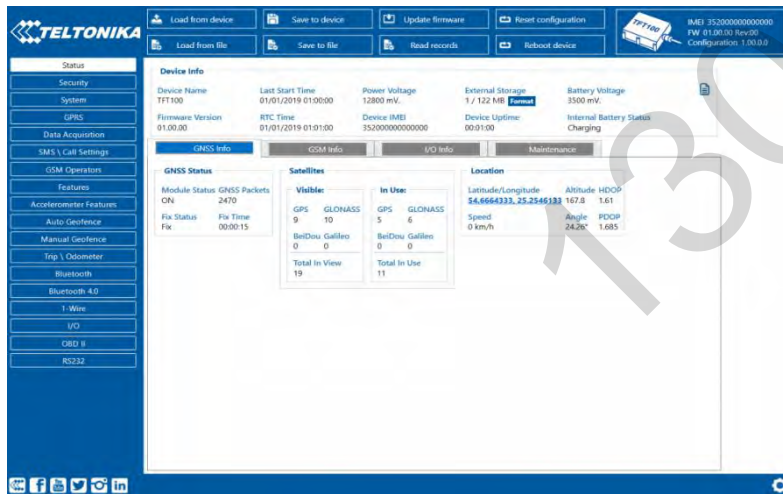 TELTONIKA
Load from device
Save to device
Update firmware
Reset configuration
Load from file
Save to file
Read records
Reboot device
TFT100
IMEI 352000000000000
FW 01.00.00 Rev:00
Configuration 1.00.0.0
Status
Security
System
GPRS
Data Acquisition
SMS \ Call Settings
GSM Operators
Features
Accelerometer Features
Auto Geofence
Manual Geofence
Trip \ Odometer
Bluetooth
Bluetooth 4.0
1-Wire
I/O
OBD II
RS232
Device Info
Device Name Last Start Time Power Voltage External Storage Battery Voltage
TFT100 01/01/2019 01:00:00 12800 mV. 1 / 122 MB Format 3500 mV.
Firmware Version RTC Time Device IMEI Device Uptime Internal Battery Status
01.00.00 01/01/2019 01:01:00 352000000000000 00:01:00 Charging
GNSS Info GSM Info I/O Info Maintenance
GNSS Status
Module Status GNSS Packets
ON 2470
Fix Status Fix Time
Fix 00:00:15
Satellites
Visible:
GPS GLONASS
9 10
BeiDou Galileo
0 0
Total In View
19
In Use:
GPS GLONASS
5 6
BeiDou Galileo
0 0
Total In Use
11
Location
Latitude/Longitude Altitude HDOP
54.6664333, 25.2546133 167.8 1.61
Speed Angle PDOP
0 km/h 24.26° 1.685